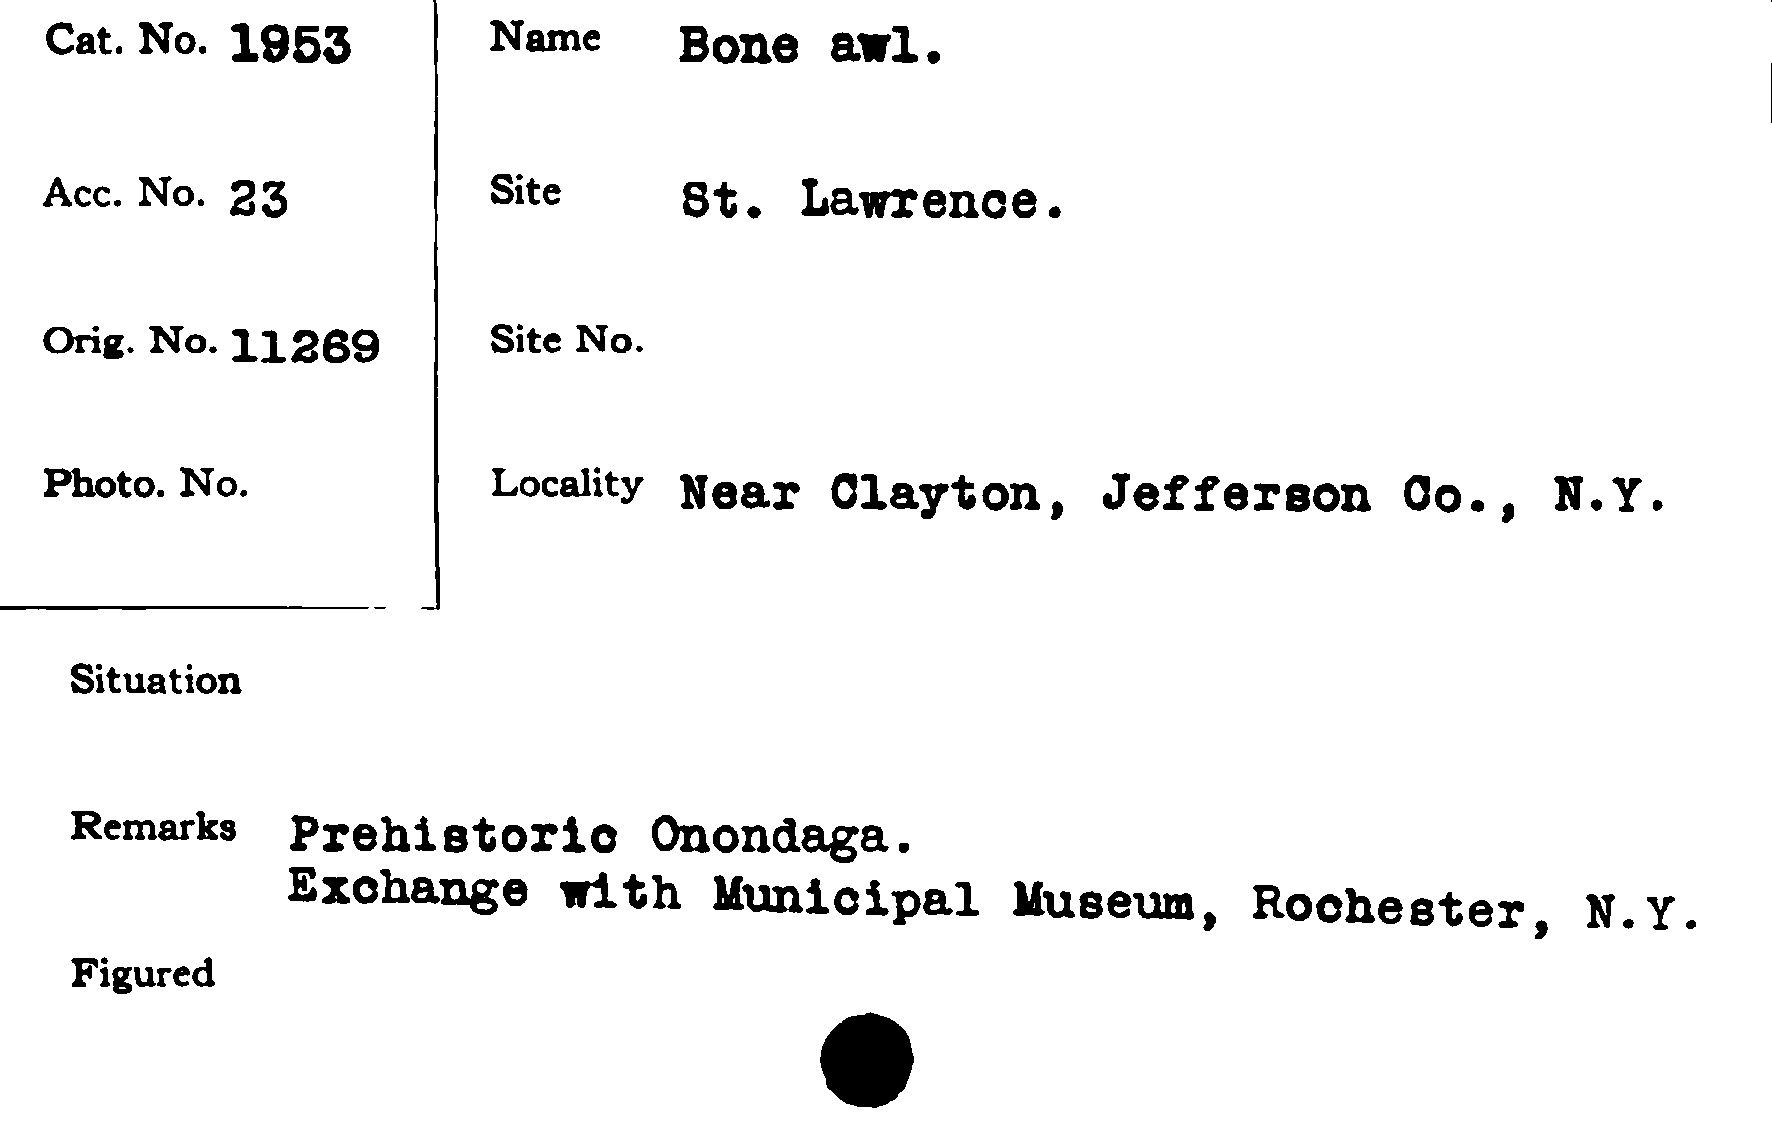 Cat. No. 1953
Acc. No. 23
Orig. No. 11269
Photo. No.
Name Bone awl.
Site St. Lawrence.
Site No.
Locality Near Clayton, Jefferson Co., N.Y.
Situation
Remarks Prehistoric Onondaga.
Exchange with Municipal Museum, Rochester, N.Y.
Figured